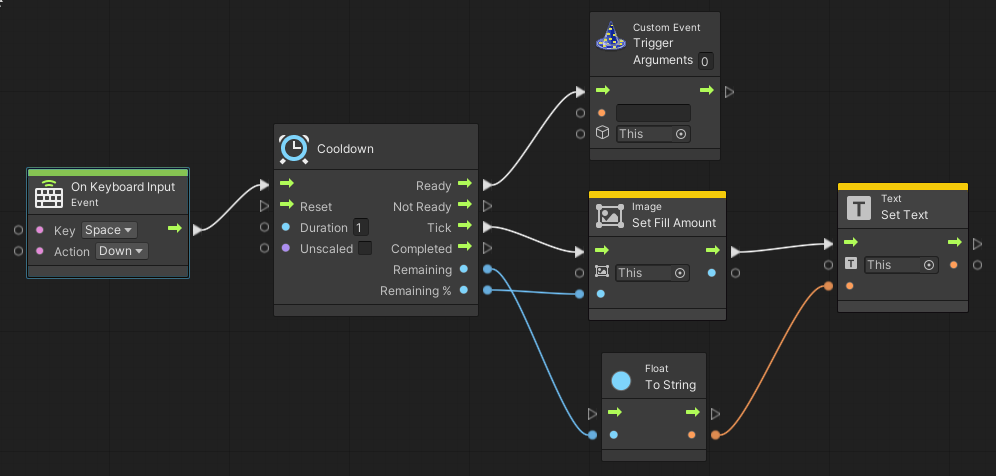 On Keyboard Input
Event
Key Space
Action Down
Cooldown
Ready
Reset Not Ready
Duration 1 Tick
Unscaled Completed
Remaining
Remaining %
Custom Event
Trigger
Arguments 0
This
Image
Set Fill Amount
This
Float
To String
Text
Set Text
T
This
T